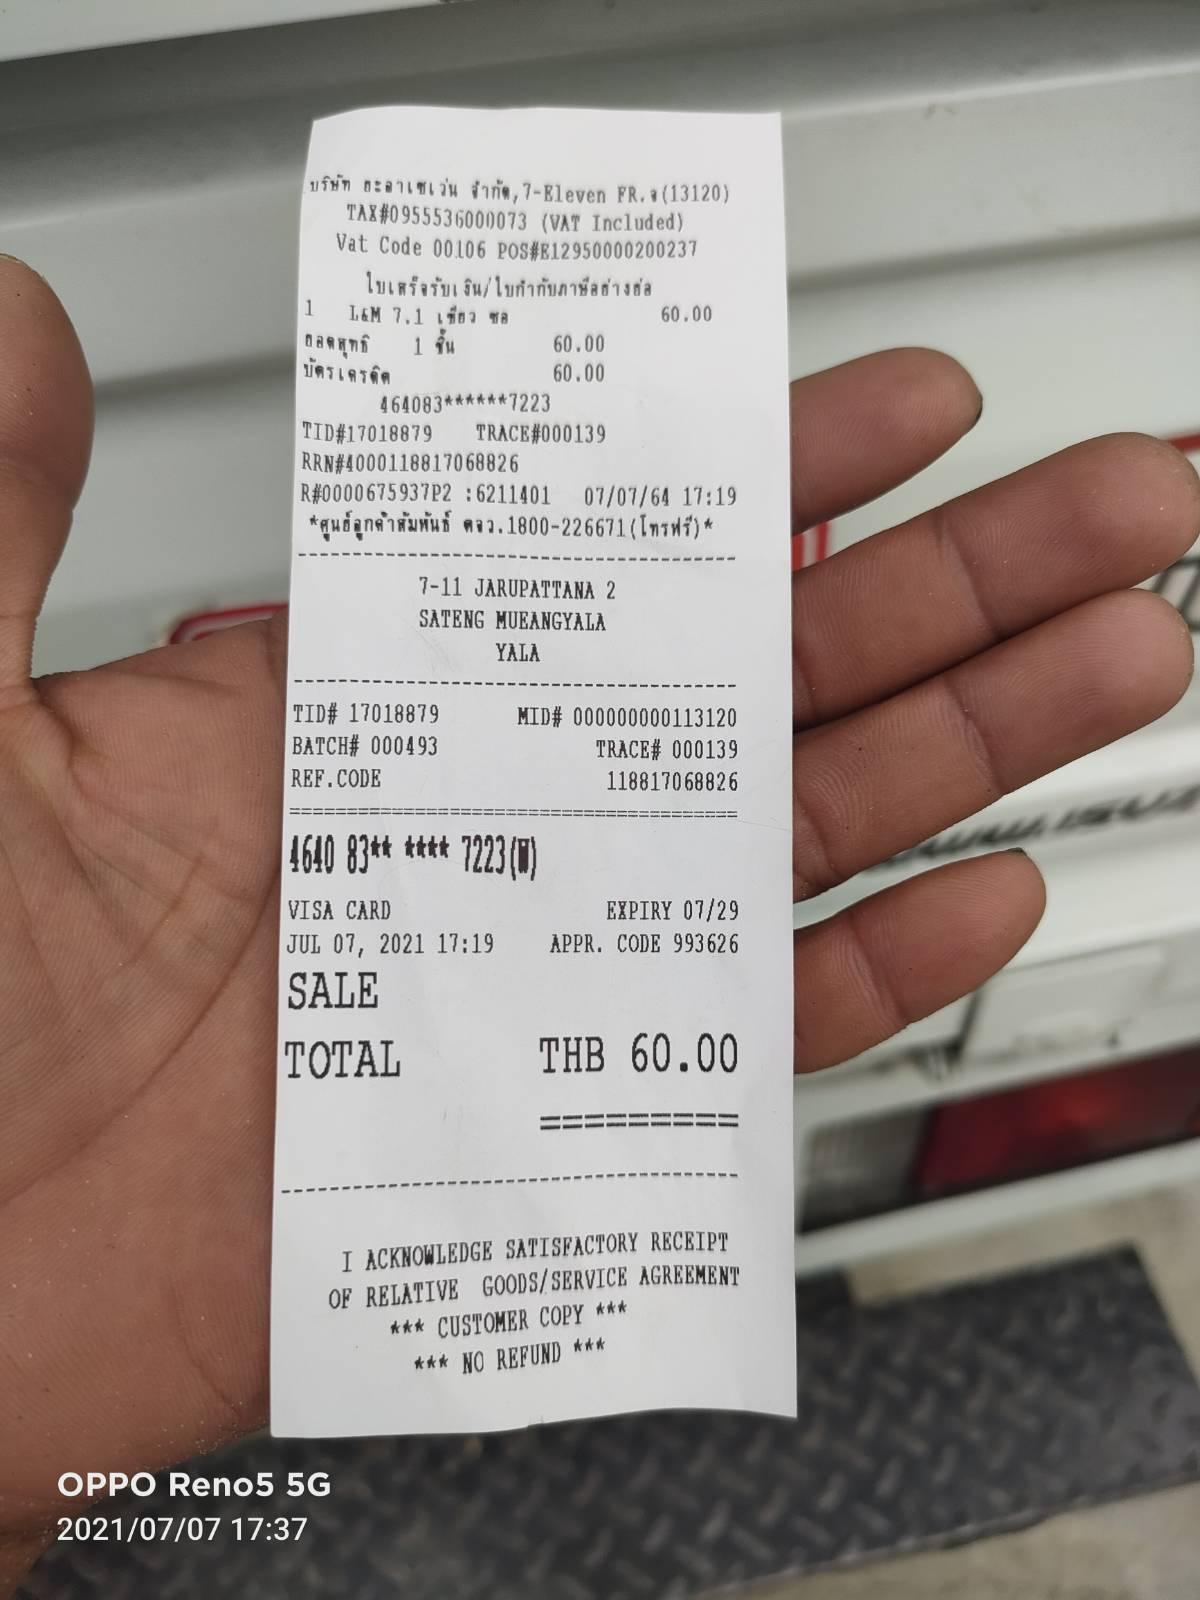 บริษัท ยะลาเซเว่น จำกัด,7-Eleven FR.จ(13120)
TAX#0955536000073 (VAT Included)
Vat Code 00106 POS#E12950000200237
ใบเสร็จรับเงิน/ใบกำกับภาษีอย่างย่อ
1 L&M 7.1 เขียว ซอ 60.00
ยอดสุทธิ 1 ชิ้น 60.00
บัตรเครดิต 60.00
464083******7223
TID#17018879 TRACE#000139
RRN#4000118817068826
R#0000675937P2 :6211401 07/07/64 17:19
*ศูนย์ลูกค้าสัมพันธ์ ตจว.1800-226671(โทรฟรี)*
7-11 JARUPATTANA 2
SATENG MUEANGYALA
YALA
TID# 17018879 MID# 000000000113120
BATCH# 000493 TRACE# 000139
REF.CODE 118817068826
4640 83** **** 7223(W)
VISA CARD EXPIRY 07/29
JUL 07, 2021 17:19 APPR. CODE 993626
SALE
TOTAL THB 60.00
=========
I ACKNOWLEDGE SATISFACTORY RECEIPT
OF RELATIVE GOODS/SERVICE AGREEMENT
*** CUSTOMER COPY ***
*** NO REFUND ***
OPPO Reno5 5G
2021/07/07 17:37